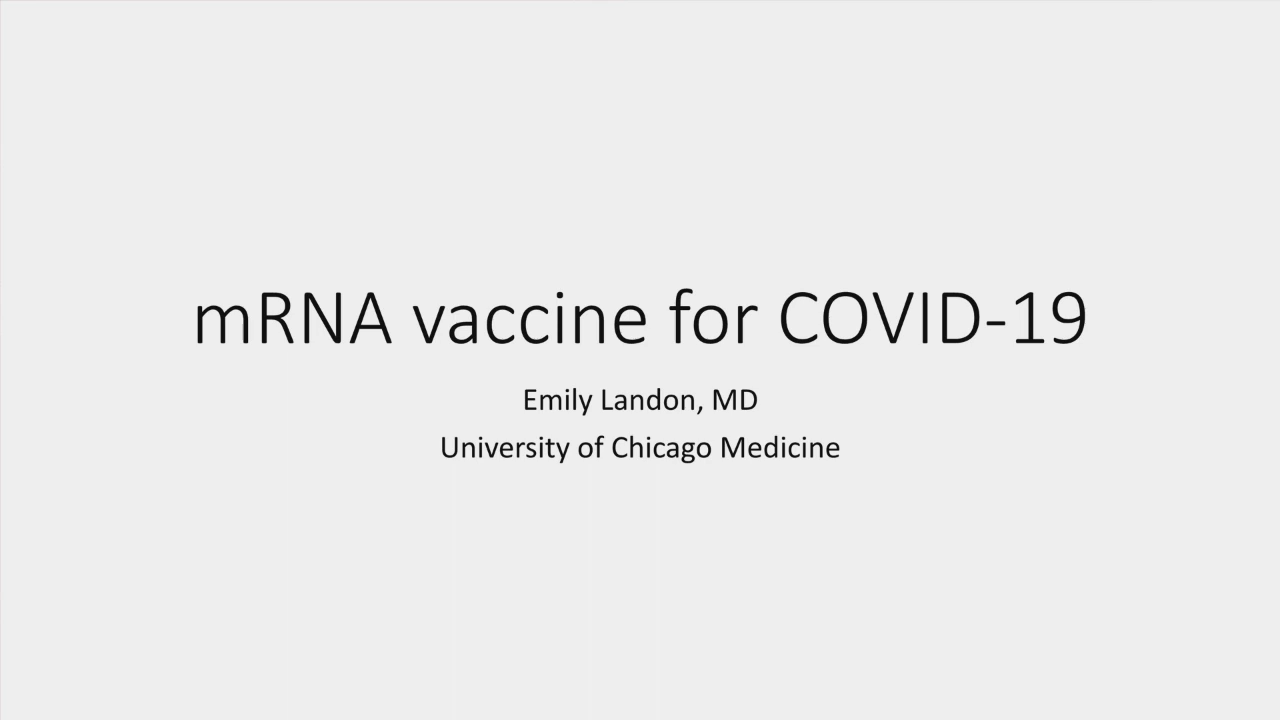 mRNA vaccine for COVID-19
Emily Landon, MD
University of Chicago Medicine